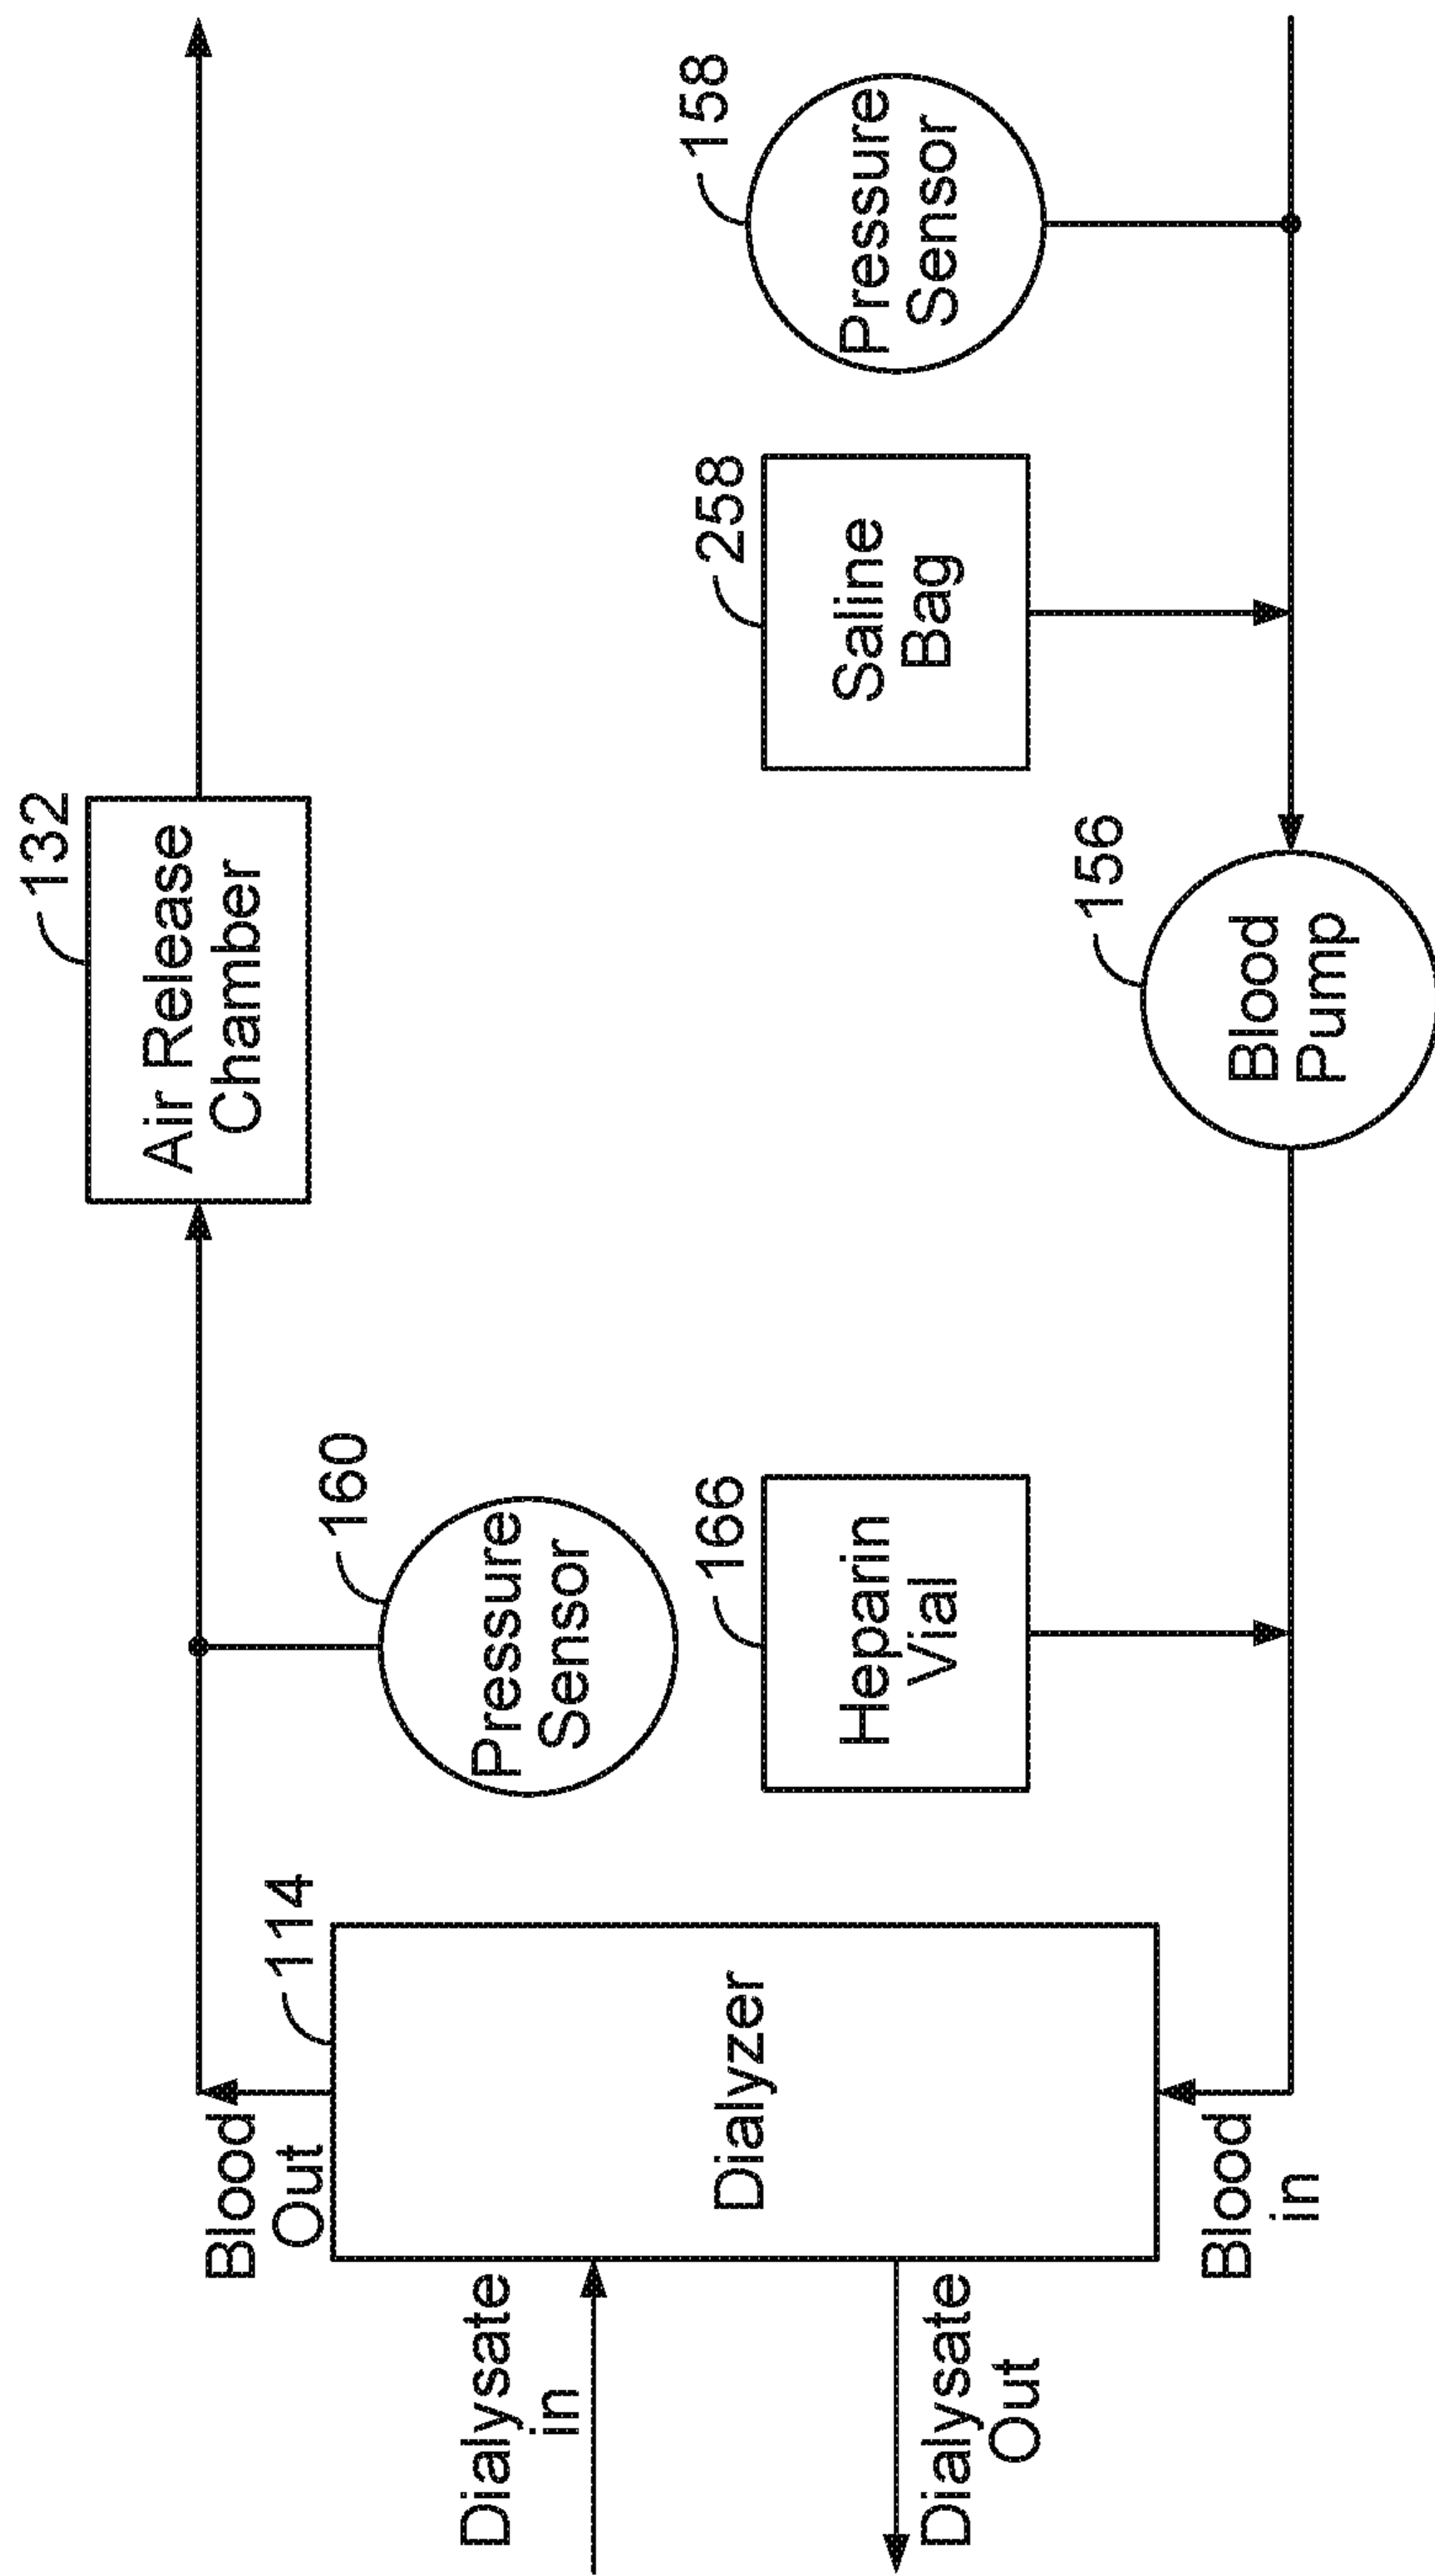 132
Air Release
Chamber
158
Pressure
Sensor
160
Pressure
Sensor
258
Saline
Bag
166
Heparin
Vial
156
Blood
Pump
114
Dialyzer
Blood
Out
Dialysate
in
Dialysate
Out
Blood
in